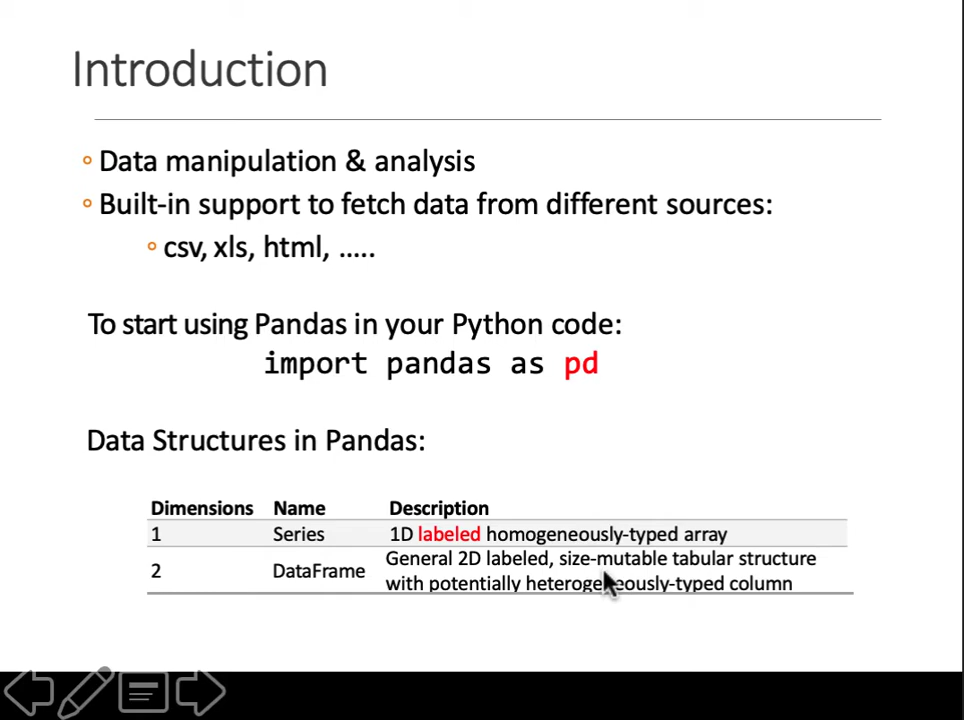 Introduction
Data manipulation & analysis
Built-in support to fetch data from different sources:
csv, xls, html, …..
To start using Pandas in your Python code:
import pandas as pd
Data Structures in Pandas:
Dimensions Name Description
1 Series 1D labeled homogeneously-typed array
2 DataFrame General 2D labeled, size-mutable tabular structure
with potentially heterogeneously-typed column